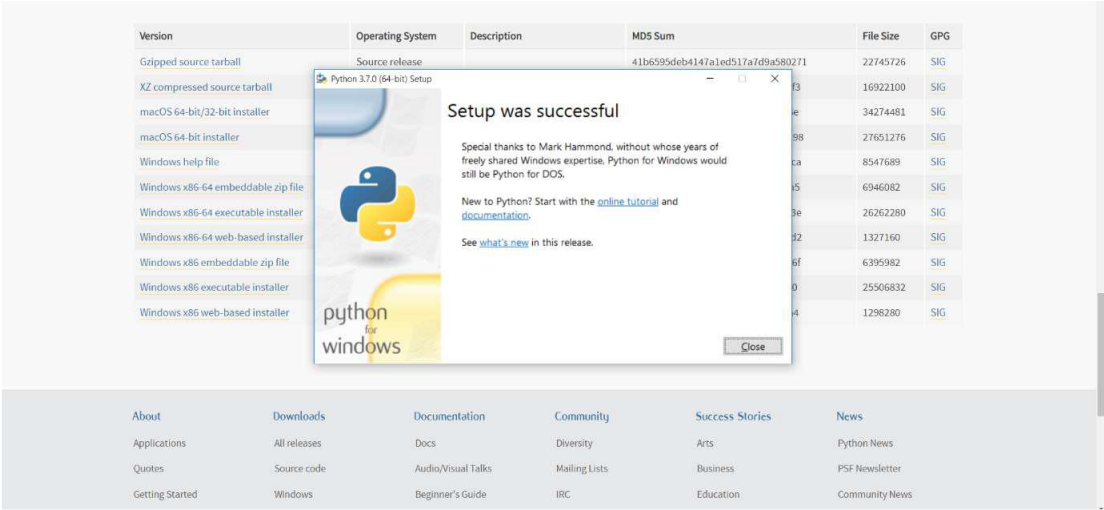 Version Operating System Description MD5 Sum File Size GPG
Gzipped source tarball Source release 41b6595deb4147a1ed517a7d9a580271 22745726 SIG
XZ compressed source tarball f3 16922100 SIG
macOS 64-bit/32-bit installer e 34274481 SIG
macOS 64-bit installer 98 27651276 SIG
Windows help file ca 8547689 SIG
Windows x86-64 embeddable zip file a5 6946082 SIG
Windows x86-64 executable installer 3e 26262280 SIG
Windows x86-64 web-based installer d2 1327160 SIG
Windows x86 embeddable zip file 6f 6395982 SIG
Windows x86 executable installer 0 25506832 SIG
Windows x86 web-based installer 4 1298280 SIG
Python 3.7.0 (64-bit) Setup
Setup was successful
Special thanks to Mark Hammond, without whose years of
freely shared Windows expertise, Python for Windows would
still be Python for DOS.
New to Python? Start with the online tutorial and
documentation.
See what's new in this release.
python
for
windows
Close
About Downloads Documentation Community Success Stories News
Applications All releases Docs Diversity Arts Python News
Quotes Source code Audio/Visual Talks Mailing Lists Business PSF Newsletter
Getting Started Windows Beginner's Guide IRC Education Community News